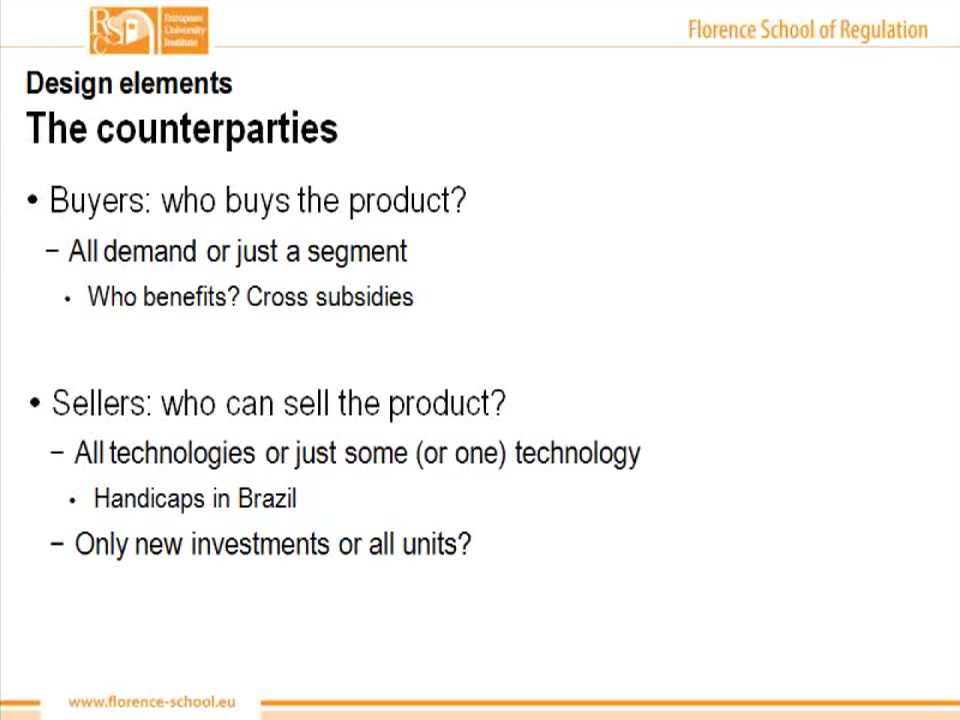 RSC
European
University
Institute
Florence School of Regulation
Design elements
The counterparties
• Buyers: who buys the product?
− All demand or just a segment
• Who benefits? Cross subsidies
• Sellers: who can sell the product?
− All technologies or just some (or one) technology
• Handicaps in Brazil
− Only new investments or all units?
www.florence-school.eu